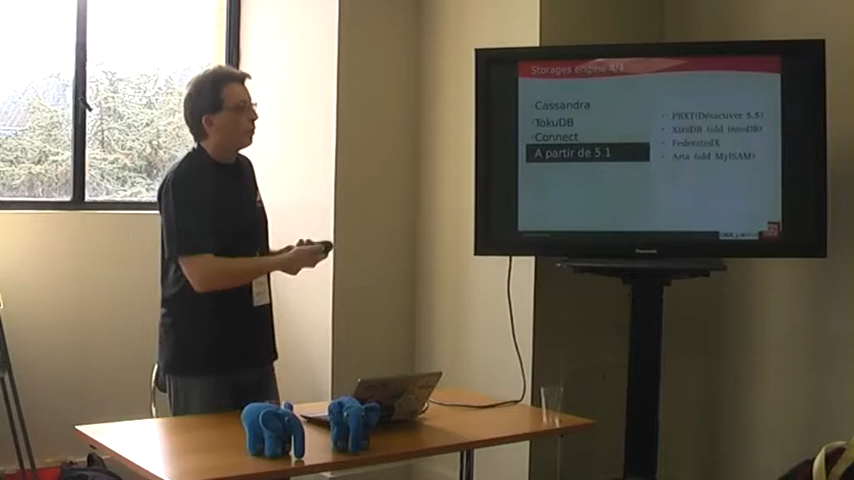 Storages engine 4/4
Cassandra
TokuDB
Connect
A partir de 5.1
- PBXT(Désactiver 5.5)
- XtraDB (old innoDB)
- FederatedX
- Aria (old MyISAM)
Panasonic